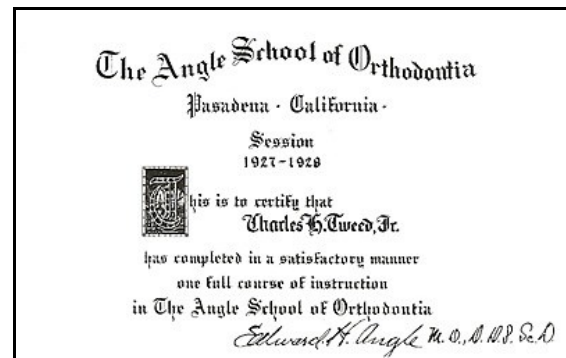 The Angle School of Orthodontia
Pasadena - California -
Session
1927-1928
This is to certify that
Charles H. Tweed, Jr.
has completed in a satisfactory manner
one full course of instruction
in The Angle School of Orthodontia
Edward H. Angle M.D., D.D.S. Sc.D.